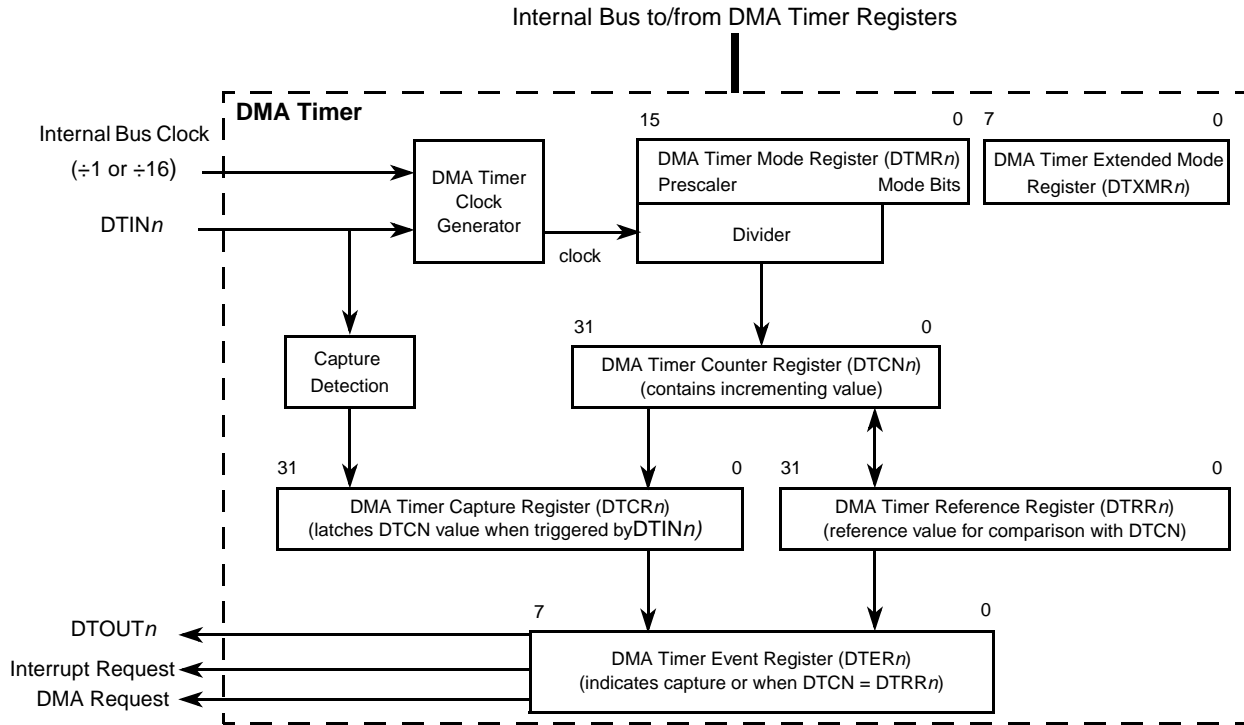 Internal Bus to/from DMA Timer Registers
DMA Timer
15 0 7 0
Internal Bus Clock
(÷1 or ÷16)
DTINn
DMA Timer
Clock
Generator
clock
DMA Timer Mode Register (DTMRn)
Prescaler Mode Bits
Divider
DMA Timer Extended Mode
Register (DTXMRn)
31 0
Capture
Detection
DMA Timer Counter Register (DTCNn)
(contains incrementing value)
31 0 31 0
DMA Timer Capture Register (DTCRn)
(latches DTCN value when triggered byDTINn)
DMA Timer Reference Register (DTRRn)
(reference value for comparison with DTCN)
7 0
DTOUTn
Interrupt Request
DMA Request
DMA Timer Event Register (DTERn)
(indicates capture or when DTCN = DTRRn)